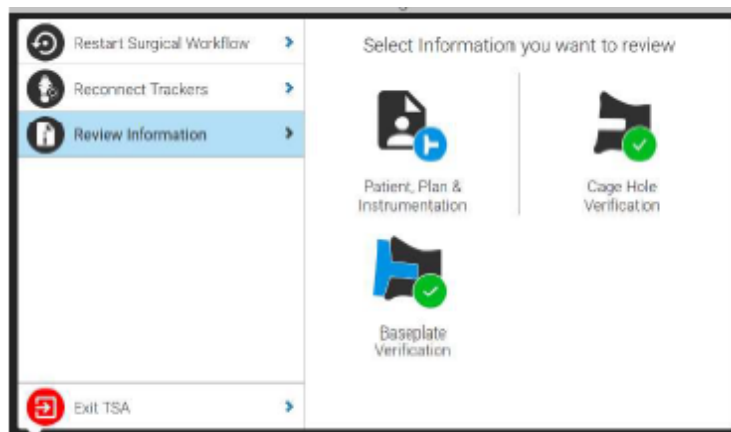 Restart Surgical Workflow
Reconnect Trackers
Review Information
Exit TSA
Select Information you want to review
Patient, Plan &
Instrumentation
Cage Hole
Verification
Baseplate
Verification